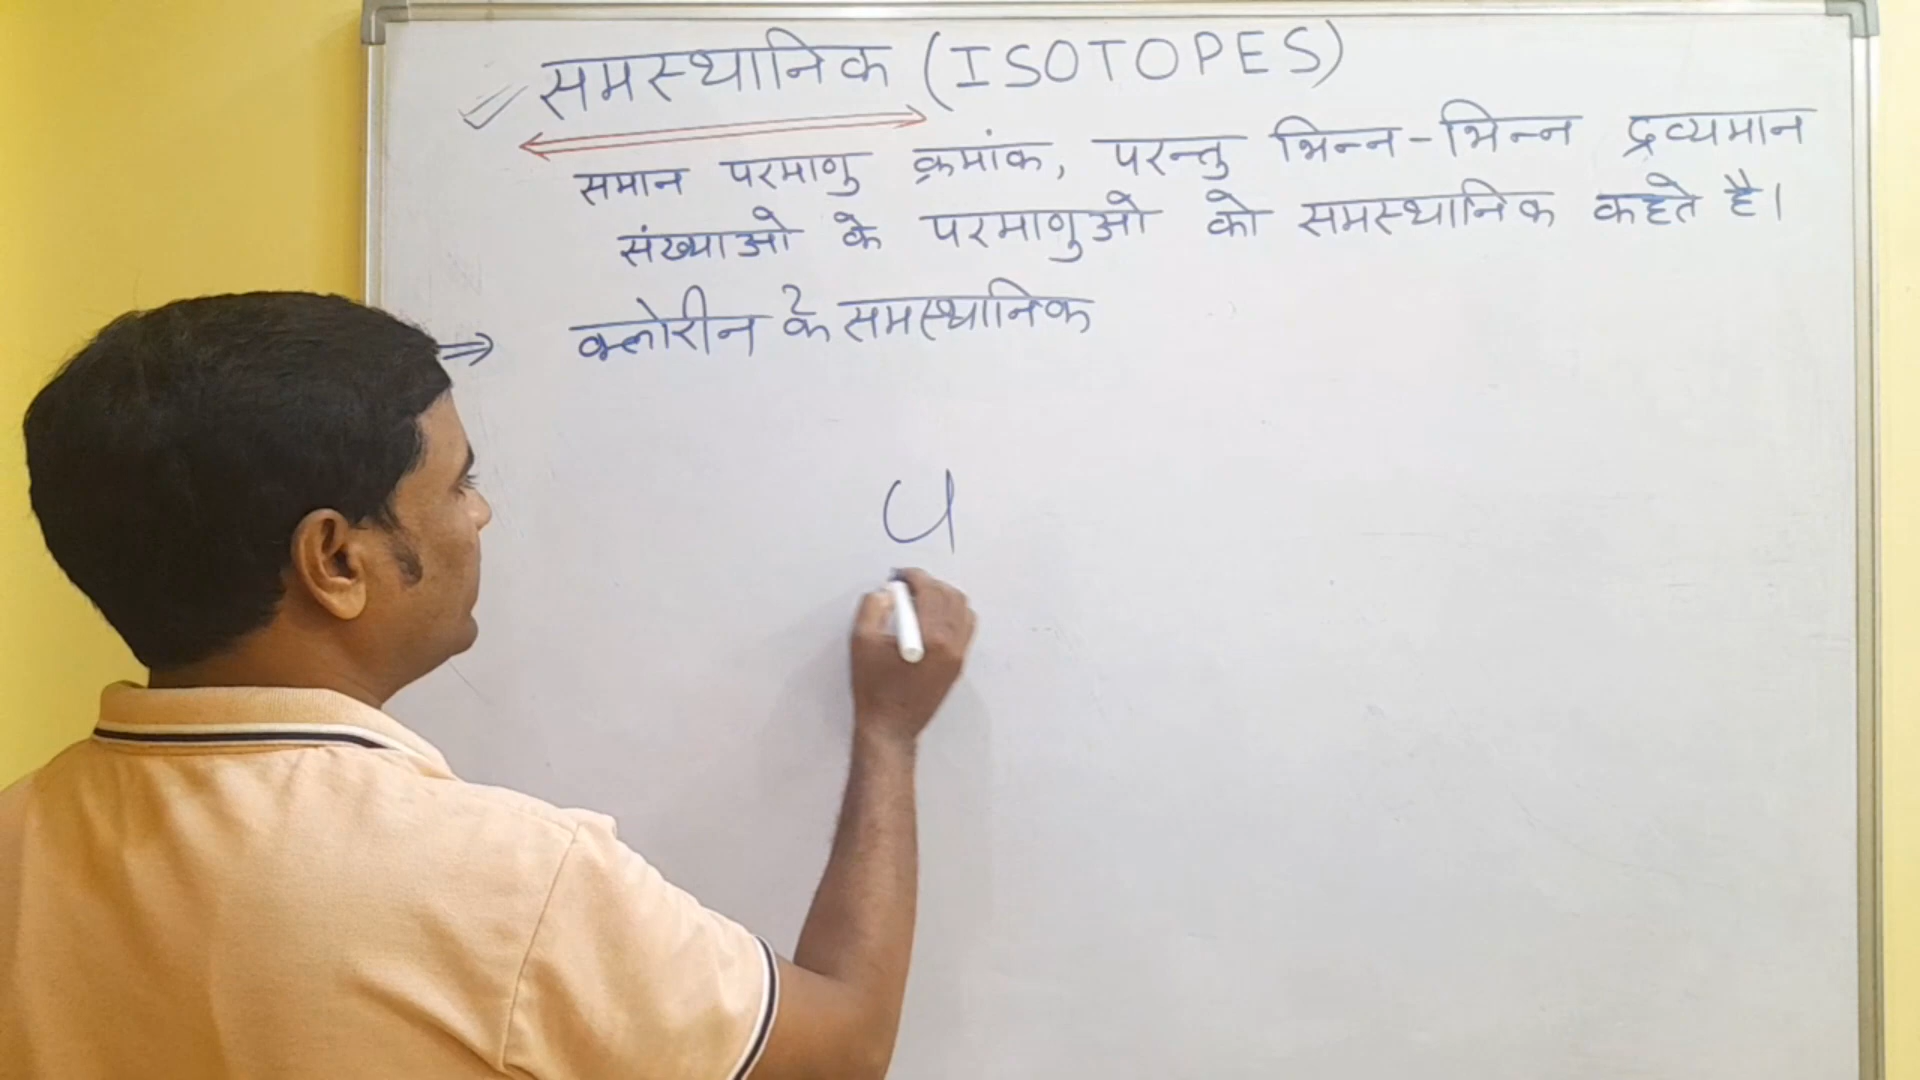 समस्थानिक (ISOTOPES)
समान परमाणु क्रमांक, परन्तु भिन्न-भिन्न द्रव्यमान
संख्याओ के परमाणुओ को समस्थानिक कहते है।
⇒ क्लोरीन के समस्थानिक
Cl